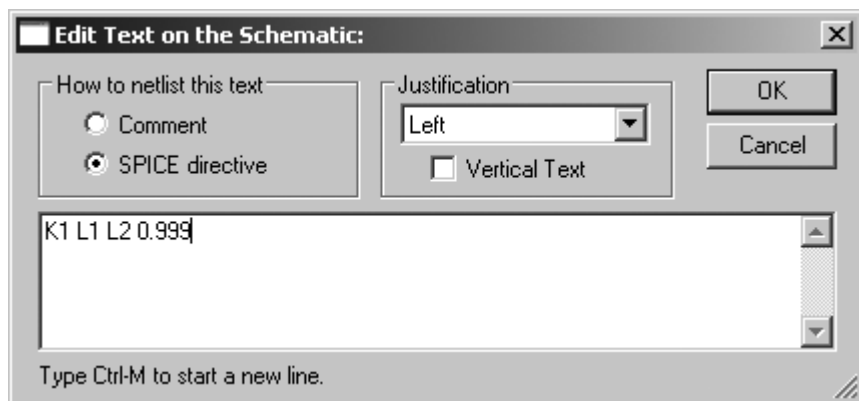 Edit Text on the Schematic:
How to netlist this text
Comment
SPICE directive
Justification
Left
Vertical Text
OK
Cancel
K1 L1 L2 0.999
Type Ctrl-M to start a new line.